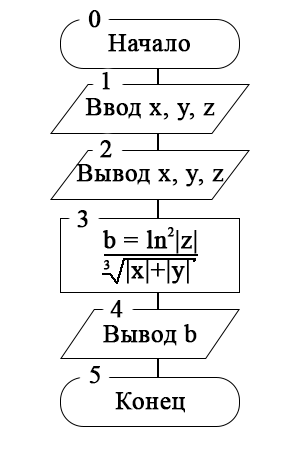 0
Начало
1
Ввод x, y, z
2
Вывод x, y, z
3
b = ln²|z|
∛|x|+|y|
4
Вывод b
5
Конец